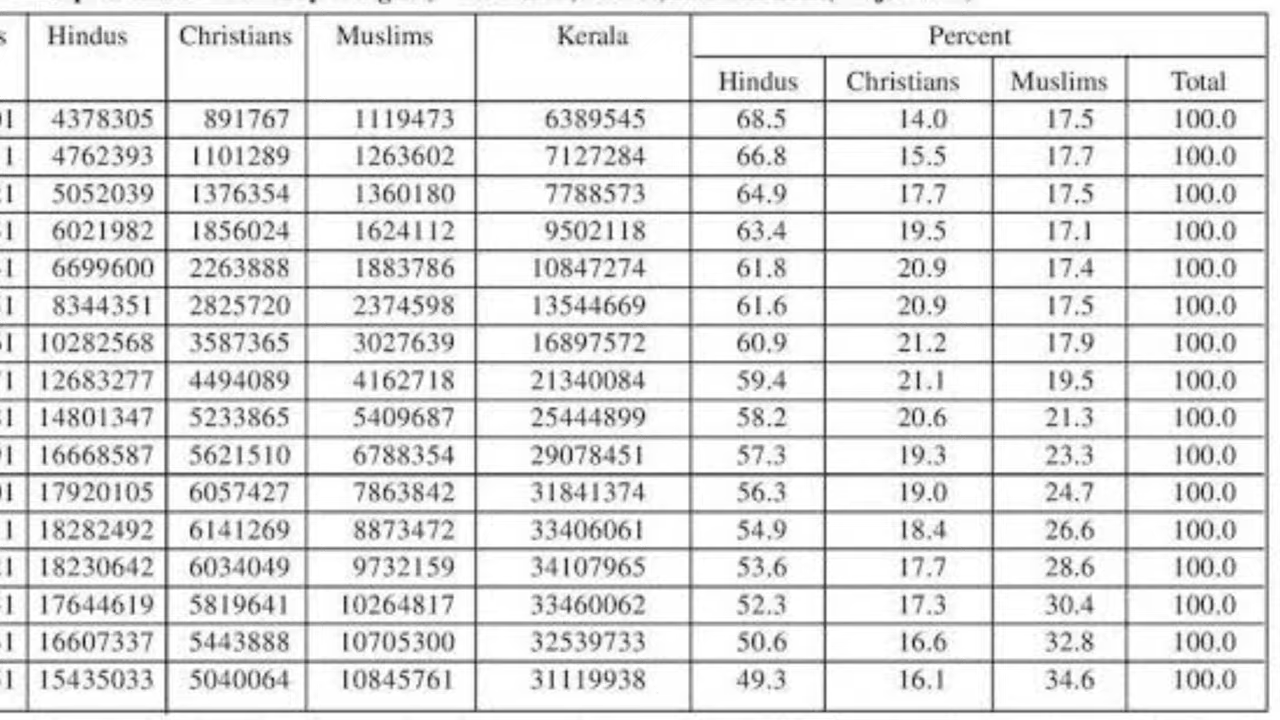 Hindus Christians Muslims Kerala Percent
Hindus Christians Muslims Total
4378305 891767 1119473 6389545 68.5 14.0 17.5 100.0
4762393 1101289 1263602 7127284 66.8 15.5 17.7 100.0
5052039 1376354 1360180 7788573 64.9 17.7 17.5 100.0
6021982 1856024 1624112 9502118 63.4 19.5 17.1 100.0
6699600 2263888 1883786 10847274 61.8 20.9 17.4 100.0
8344351 2825720 2374598 13544669 61.6 20.9 17.5 100.0
10282568 3587365 3027639 16897572 60.9 21.2 17.9 100.0
12683277 4494089 4162718 21340084 59.4 21.1 19.5 100.0
14801347 5233865 5409687 25444899 58.2 20.6 21.3 100.0
16668587 5621510 6788354 29078451 57.3 19.3 23.3 100.0
17920105 6057427 7863842 31841374 56.3 19.0 24.7 100.0
18282492 6141269 8873472 33406061 54.9 18.4 26.6 100.0
18230642 6034049 9732159 34107965 53.6 17.7 28.6 100.0
17644619 5819641 10264817 33460062 52.3 17.3 30.4 100.0
16607337 5443888 10705300 32539733 50.6 16.6 32.8 100.0
15435033 5040064 10845761 31119938 49.3 16.1 34.6 100.0